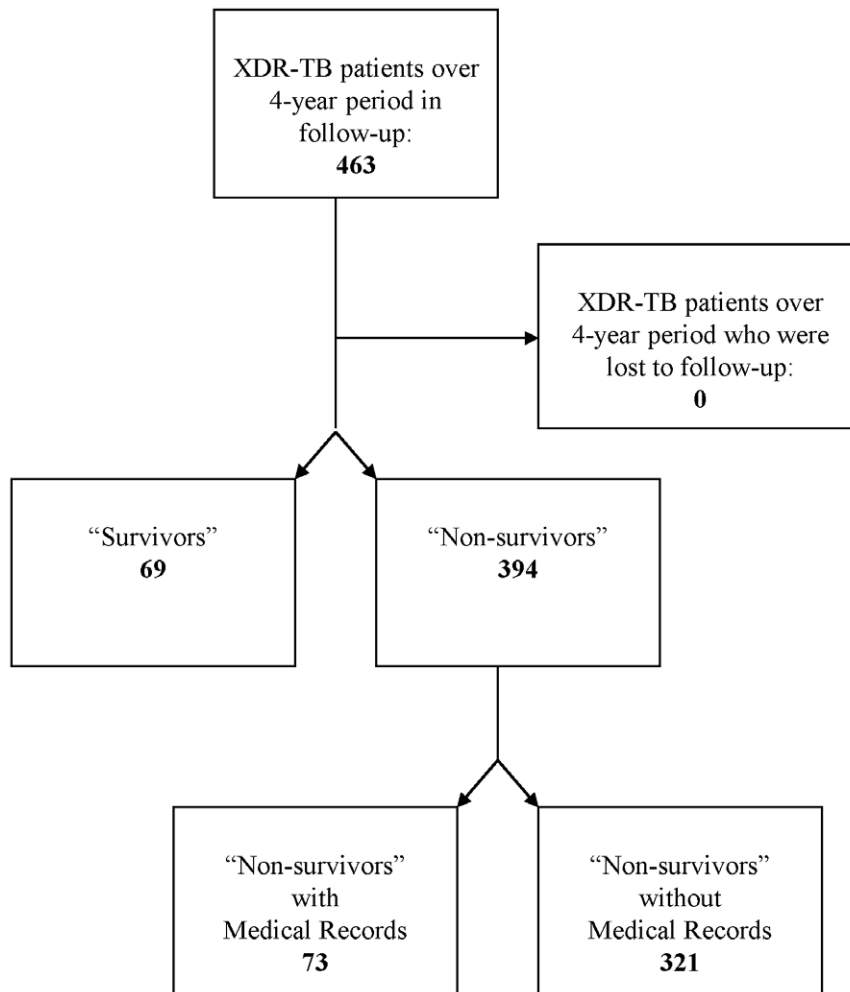 XDR-TB patients over
4-year period in
follow-up:
463
XDR-TB patients over
4-year period who were
lost to follow-up:
0
“Survivors”
69
“Non-survivors”
394
“Non-survivors”
with
Medical Records
73
“Non-survivors”
without
Medical Records
321